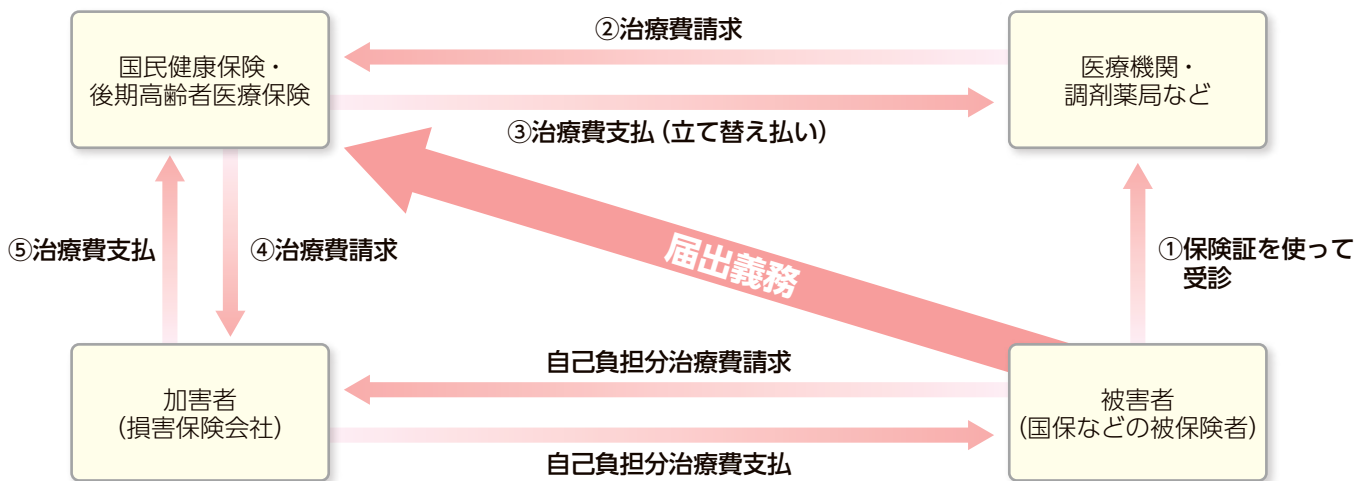 ②治療費請求
国民健康保険・
後期高齢者医療保険
医療機関・
調剤薬局など
③治療費支払(立て替え払い)
⑤治療費支払
④治療費請求
届出義務
①保険証を使って
受診
自己負担分治療費請求
加害者
(損害保険会社)
被害者
(国保などの被保険者)
自己負担分治療費支払